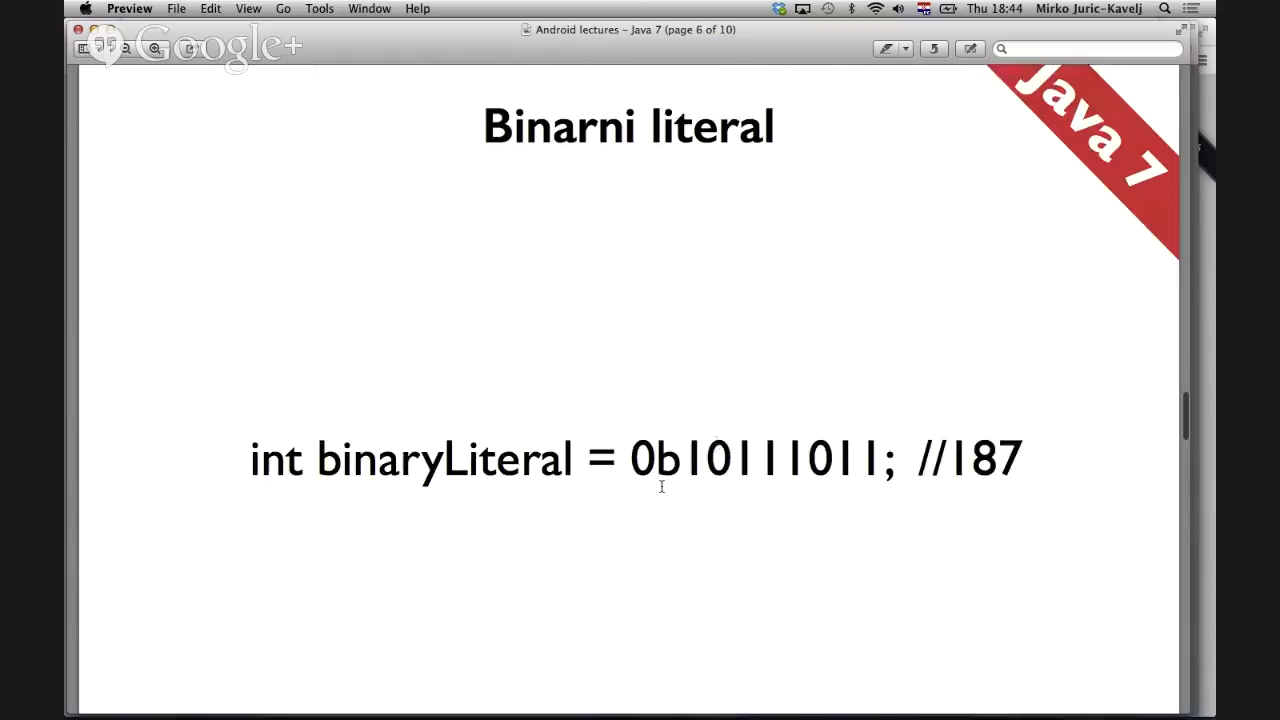 Preview File Edit View Go Tools Window Help Thu 18:44 Mirko Juric-Kavelj
Android lectures – Java 7 (page 6 of 10)
Google+
5
Binarni literal
Java 7
int binaryLiteral = 0b10111011; //187